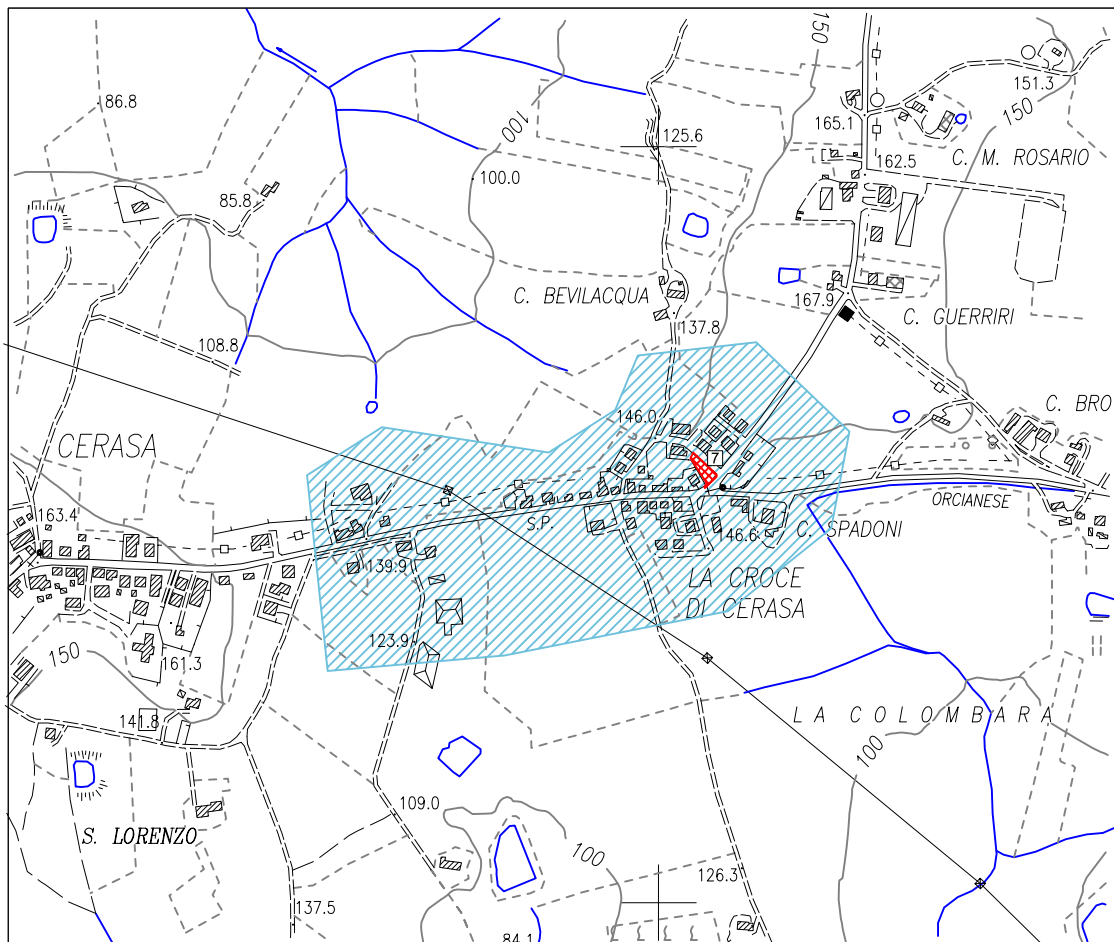 150
86.8
151.3
150
165.1
100
125.6
162.5
C. M. ROSARIO
100.0
85.8
C. BEVILACQUA
167.9
C. GUERRIRI
137.8
108.8
C. BRO
146.0
CERASA
7
163.4
S.P.
ORCIANESE
C. SPADONI
146.6
139.9
LA CROCE
DI CERASA
123.9
161.3
150
141.8
LA COLOMBARA
100
109.0
S. LORENZO
100
126.3
137.5
84.1